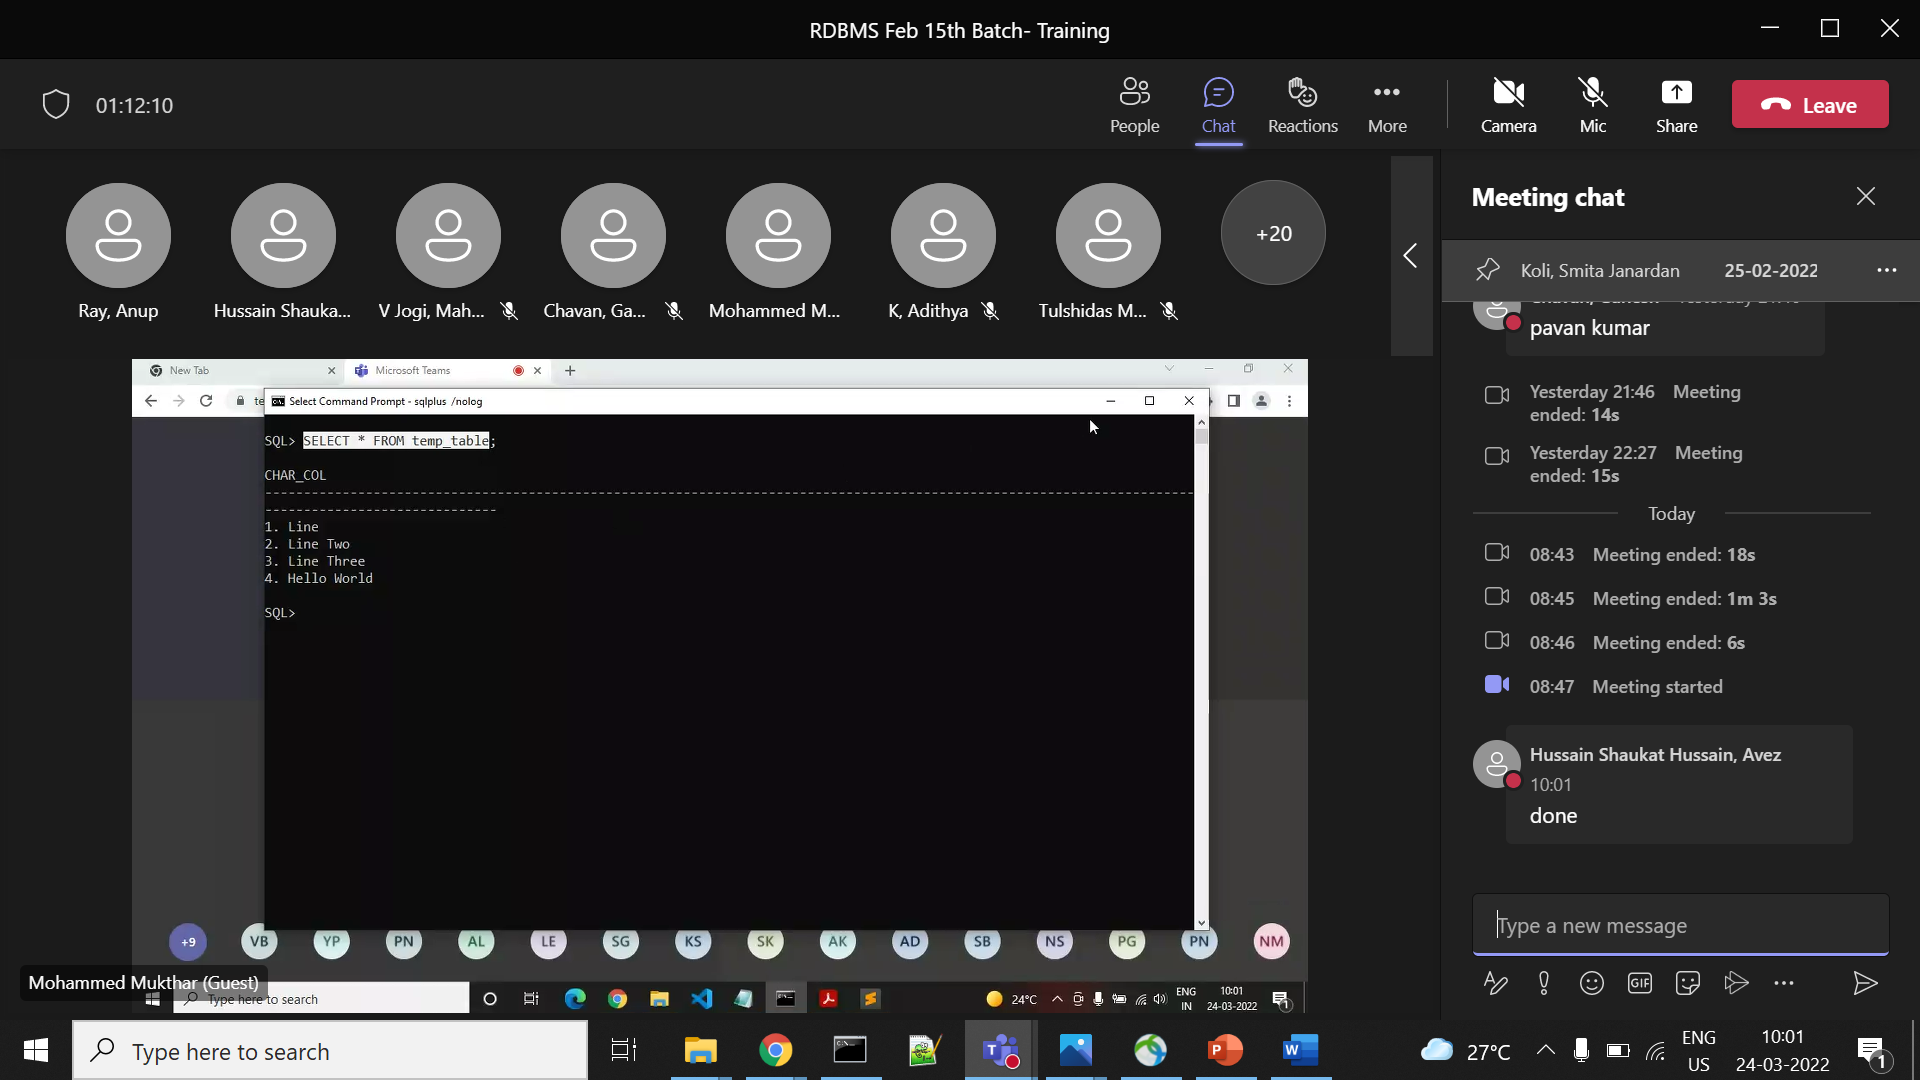 RDBMS Feb 15th Batch- Training
01:12:10
People
Chat
Reactions
More
Camera
Mic
Share
Leave
Ray, Anup
Hussain Shauka...
V Jogi, Mah...
Chavan, Ga...
Mohammed M...
K, Adithya
Tulshidas M...
+20
New Tab
Microsoft Teams
te
Select Command Prompt - sqlplus /nolog
SQL> SELECT * FROM temp_table;
CHAR_COL
--------------------------------------------------------------------------------------------------------------------------
------------------------------
1. Line
2. Line Two
3. Line Three
4. Hello World
SQL>
+9
VB
YP
PN
AL
LE
SG
KS
SK
AK
AD
SB
NS
PG
PN
NM
Mohammed Mukthar (Guest)
Type here to search
24°C
ENG
IN
10:01
24-03-2022
1
Meeting chat
Koli, Smita Janardan 25-02-2022
pavan kumar
Yesterday 21:46 Meeting
ended: 14s
Yesterday 22:27 Meeting
ended: 15s
Today
08:43 Meeting ended: 18s
08:45 Meeting ended: 1m 3s
08:46 Meeting ended: 6s
08:47 Meeting started
Hussain Shaukat Hussain, Avez
10:01
done
Type a new message
GIF
Type here to search
27°C
ENG
US
10:01
24-03-2022
1